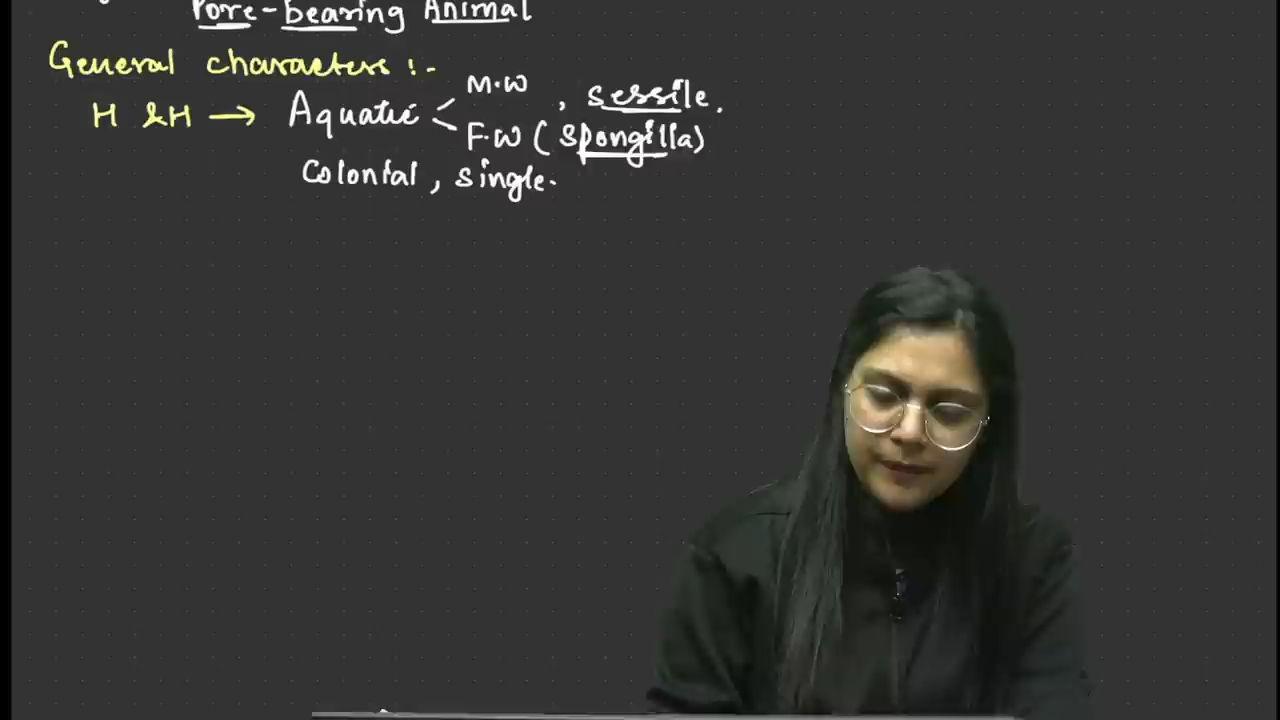 Pore-bearing Animal
General characters :-
H & H → Aquatic < M.W , sessile.
F.W (Spongilla)
Colonial, single.